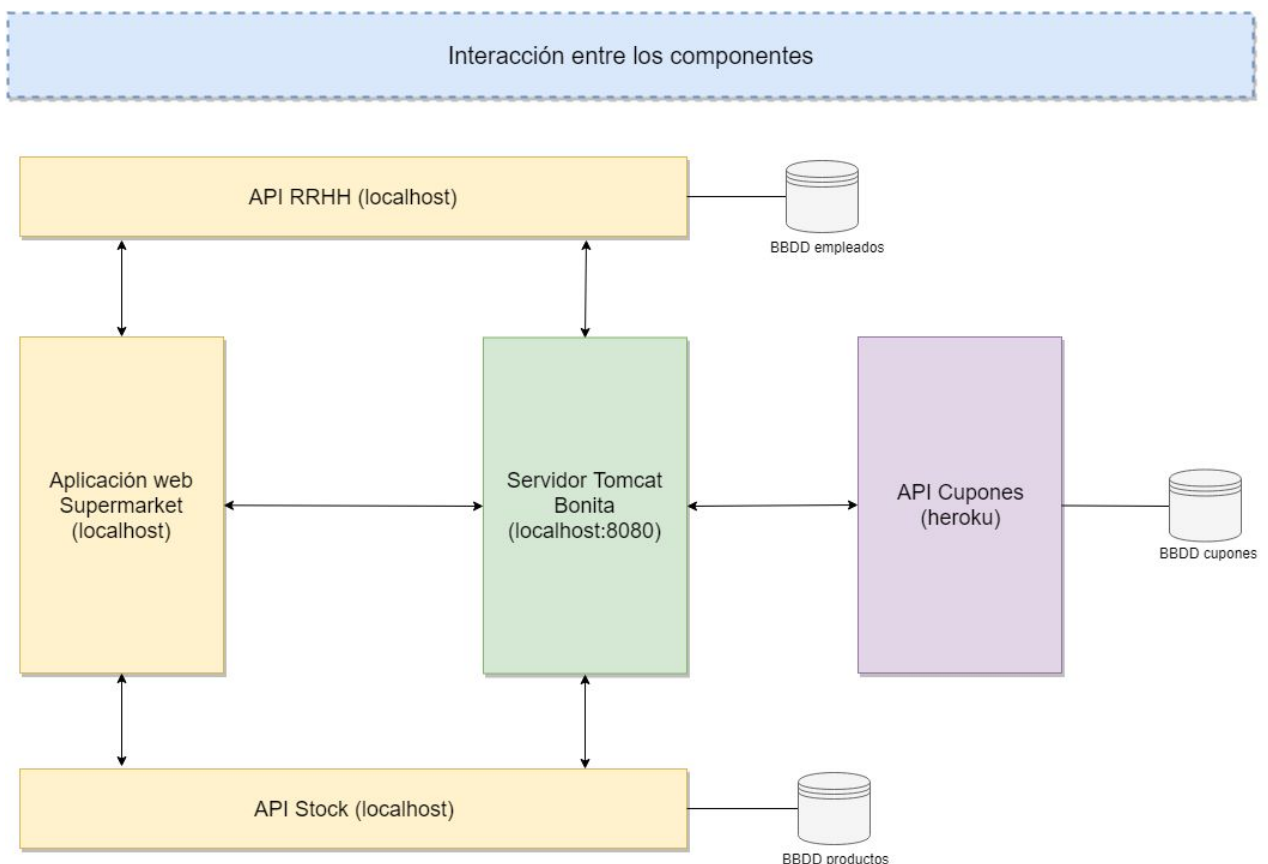 Interacción entre los componentes
API RRHH (localhost)
BBDD empleados
Aplicación web
Supermarket
(localhost)
Servidor Tomcat
Bonita
(localhost:8080)
API Cupones
(heroku)
BBDD cupones
API Stock (localhost)
BBDD productos